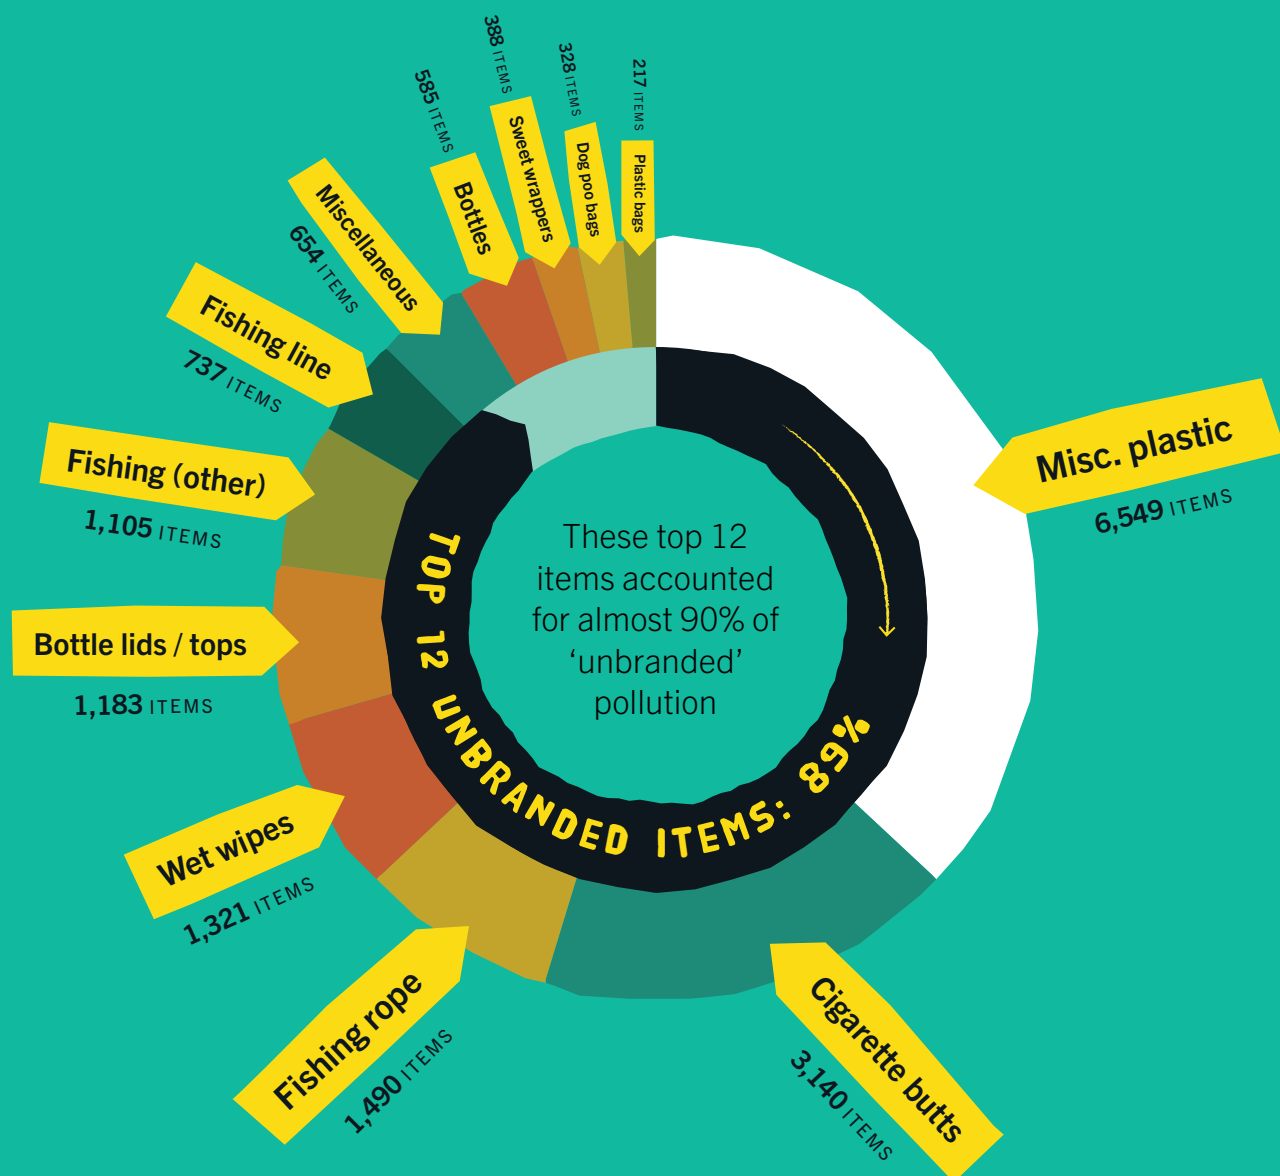 388 ITEMS
328 ITEMS
217 ITEMS
585 ITEMS
Sweet wrappers
Dog poo bags
Plastic bags
Bottles
Miscellaneous
654 ITEMS
Fishing line
737 ITEMS
Misc. plastic
6,549 ITEMS
Fishing (other)
1,105 ITEMS
These top 12
items accounted
for almost 90% of
‘unbranded’
pollution
TOP 12 UNBRANDED ITEMS: 89%
Bottle lids / tops
1,183 ITEMS
Wet wipes
1,321 ITEMS
Fishing rope
1,490 ITEMS
Cigarette butts
3,140 ITEMS